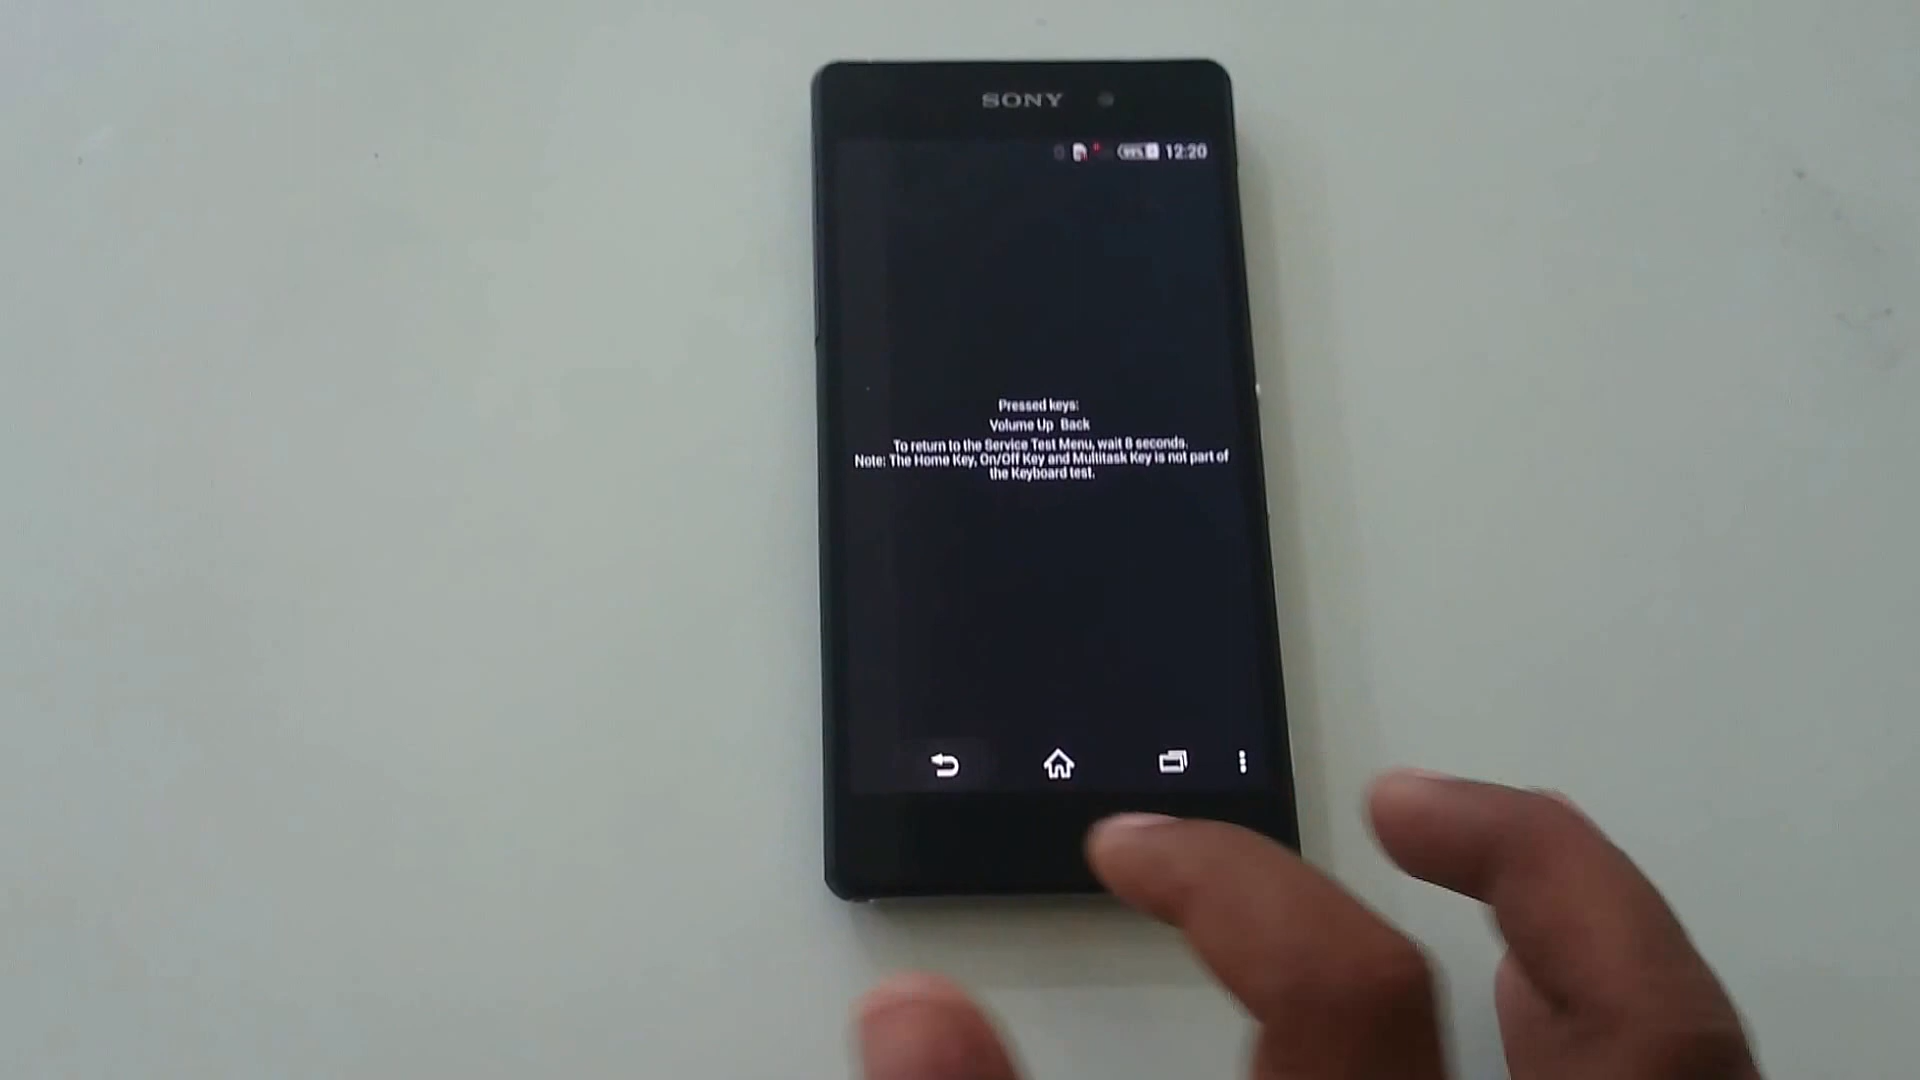 SONY
99% 12:20
Pressed keys:
Volume Up Back
To return to the Service Test Menu, wait 8 seconds.
Note: The Home Key, On/Off Key and Multitask Key is not part of
the Keyboard test.